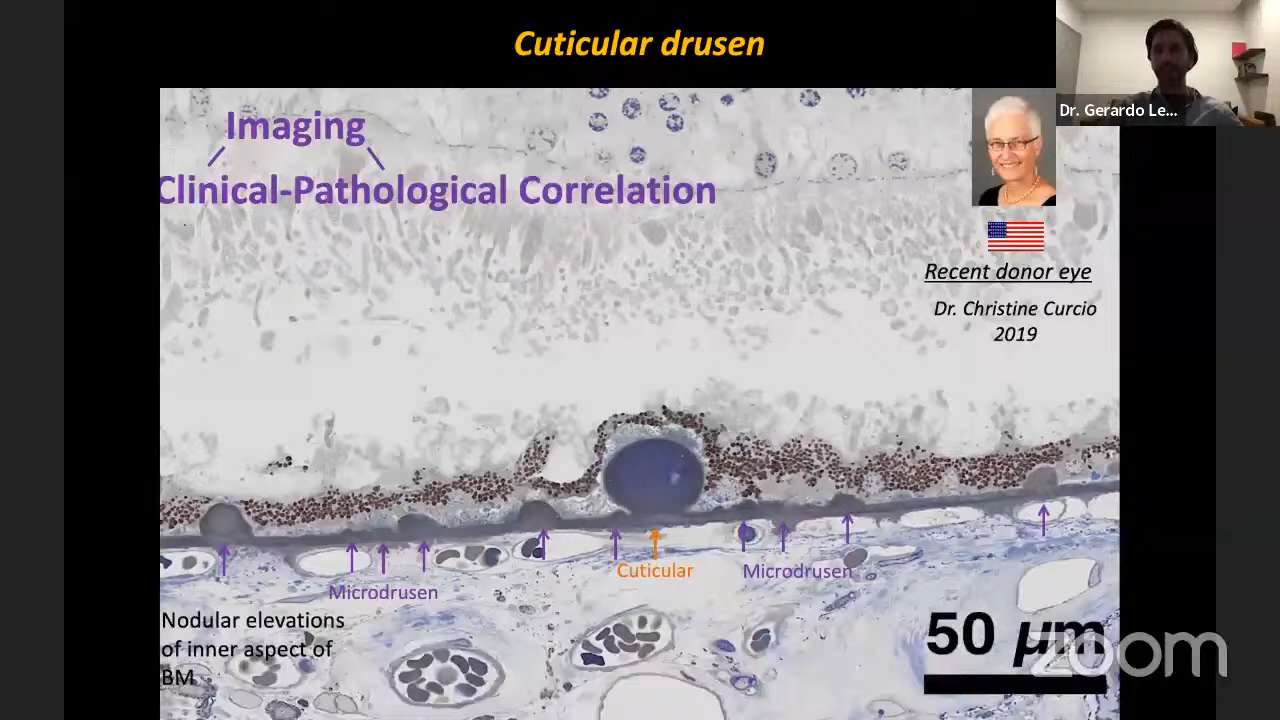 Cuticular drusen
Imaging
Clinical-Pathological Correlation
Dr. Gerardo Le...
Recent donor eye
Dr. Christine Curcio
2019
Cuticular
Microdrusen
Microdrusen
Nodular elevations
of inner aspect of
BM
50 µm
zoom